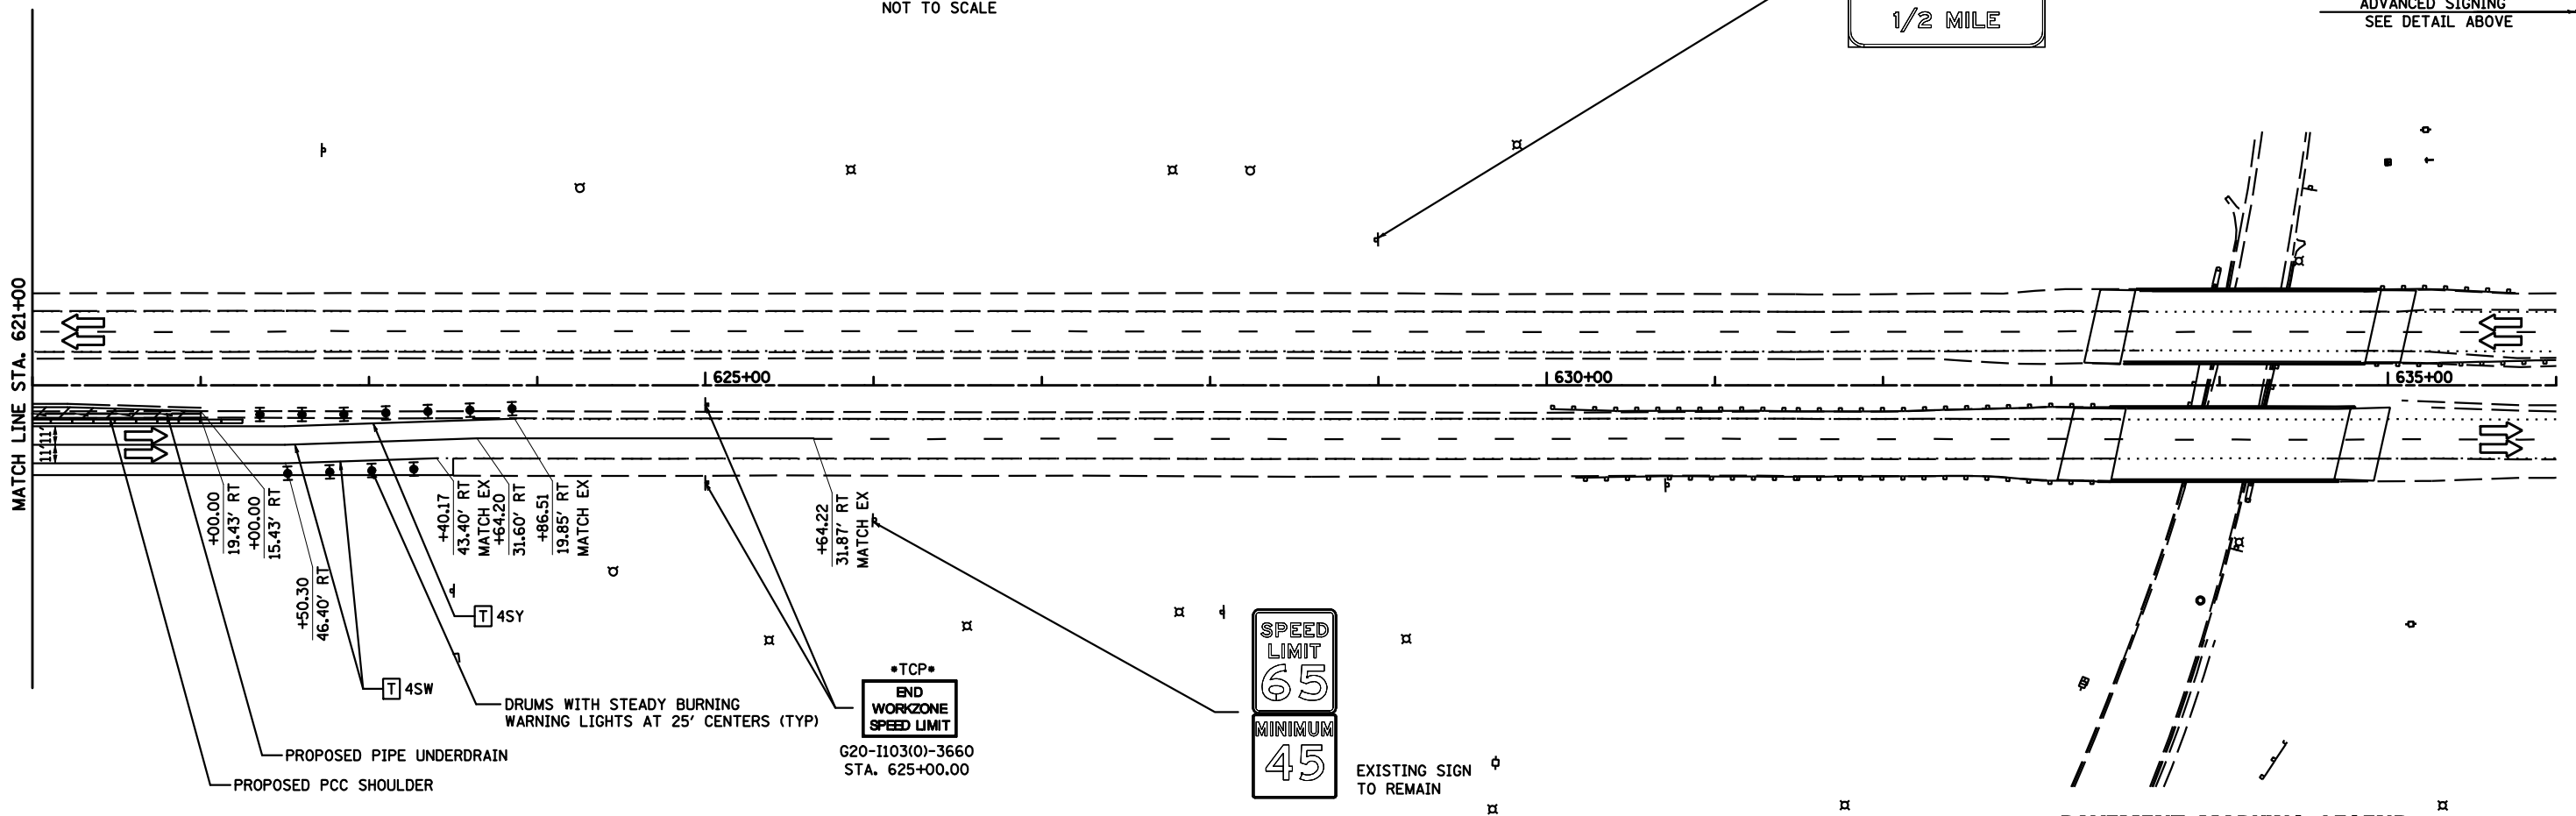 NOT TO SCALE
1/2 MILE
ADVANCED SIGNING
SEE DETAIL ABOVE
MATCH LINE STA. 621+00
625+00
630+00
635+00
11'
11'
+00.00
19.43' RT
+00.00
15.43' RT
+50.30
46.40' RT
+40.17
43.40' RT
MATCH EX
+64.20
31.60' RT
+86.51
19.85' RT
MATCH EX
+64.22
31.87' RT
MATCH EX
T 4SY
T 4SW
DRUMS WITH STEADY BURNING
WARNING LIGHTS AT 25' CENTERS (TYP)
PROPOSED PIPE UNDERDRAIN
PROPOSED PCC SHOULDER
*TCP*
END
WORKZONE
SPEED LIMIT
G20-I103(0)-3660
STA. 625+00.00
SPEED
LIMIT
65
MINIMUM
45
EXISTING SIGN
TO REMAIN